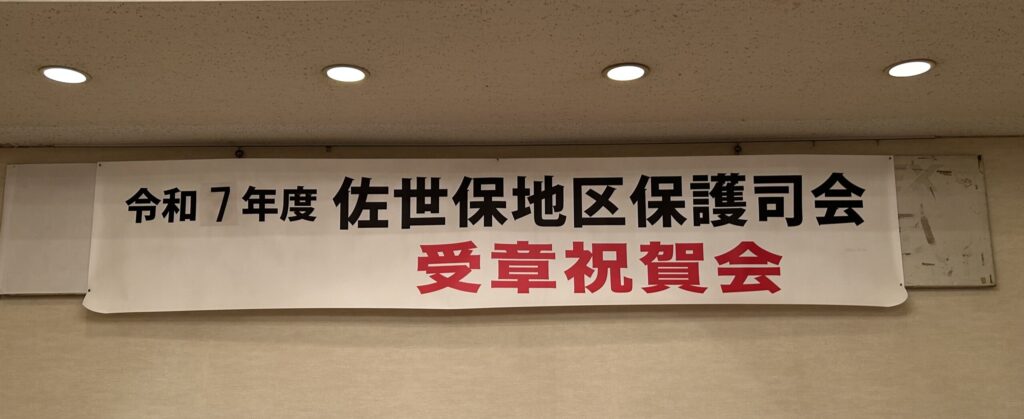 令和7年度 佐世保地区保護司会
受章祝賀会